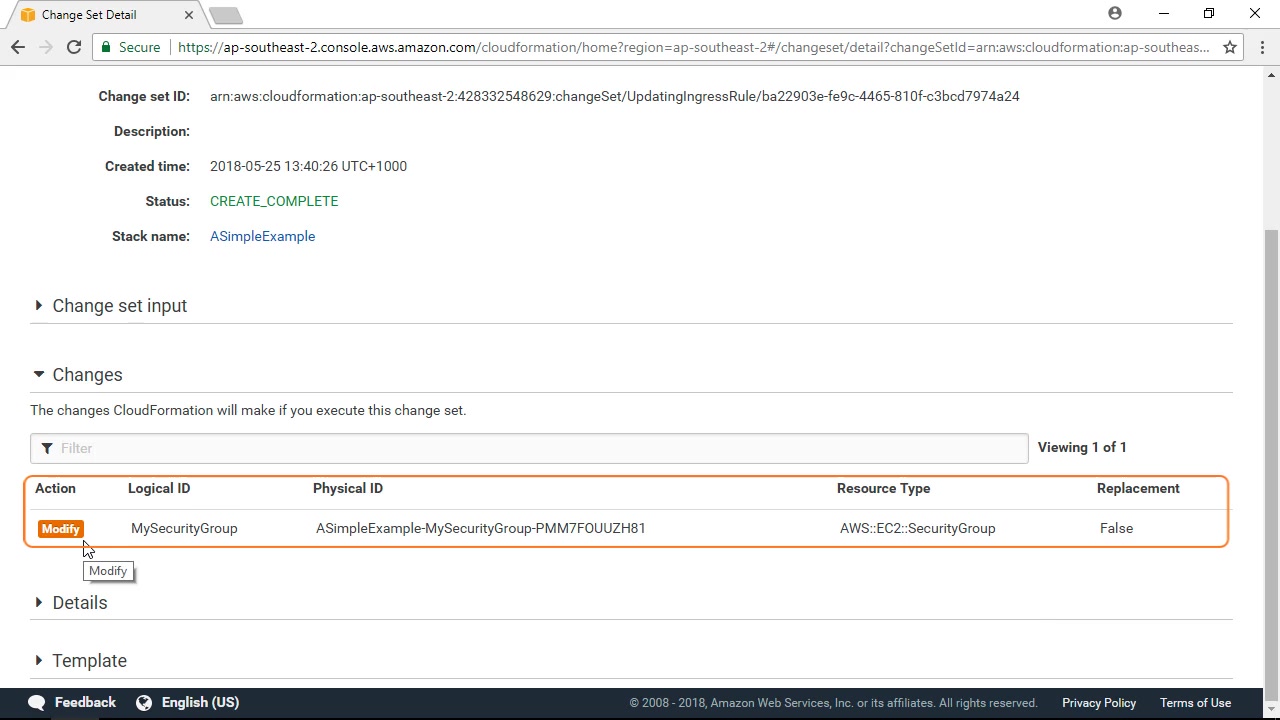 Change Set Detail
Secure https://ap-southeast-2.console.aws.amazon.com/cloudformation/home?region=ap-southeast-2#/changeset/detail?changeSetId=arn:aws:cloudformation:ap-southeas...
Change set ID: arn:aws:cloudformation:ap-southeast-2:428332548629:changeSet/UpdatingIngressRule/ba22903e-fe9c-4465-810f-c3bcd7974a24
Description:
Created time: 2018-05-25 13:40:26 UTC+1000
Status: CREATE_COMPLETE
Stack name: ASimpleExample
Change set input
Changes
The changes CloudFormation will make if you execute this change set.
Filter Viewing 1 of 1
Action Logical ID Physical ID Resource Type Replacement
Modify MySecurityGroup ASimpleExample-MySecurityGroup-PMM7FOUUZH81 AWS::EC2::SecurityGroup False
Modify
Details
Template
Feedback English (US) © 2008 - 2018, Amazon Web Services, Inc. or its affiliates. All rights reserved. Privacy Policy Terms of Use